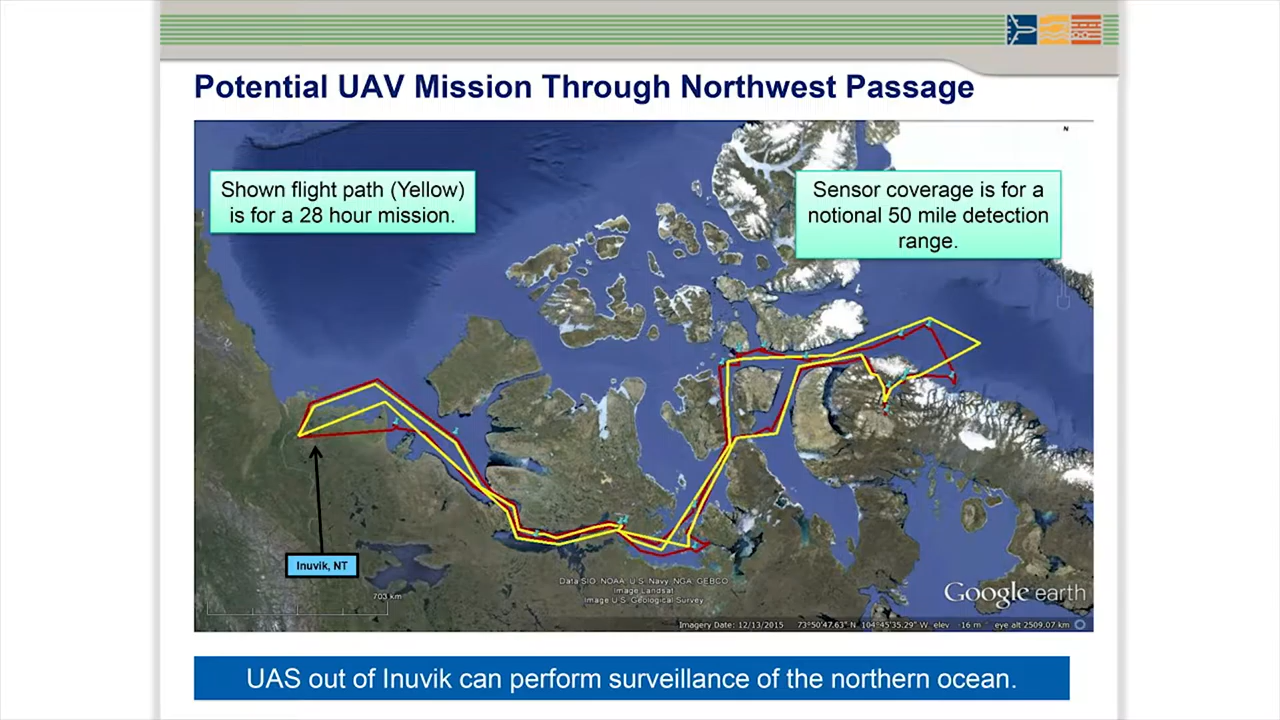 Potential UAV Mission Through Northwest Passage
N
Shown flight path (Yellow)
is for a 28 hour mission.
Sensor coverage is for a
notional 50 mile detection
range.
Inuvik, NT
703 km
Data SIO, NOAA, U.S. Navy, NGA, GEBCO
Image Landsat
Image U.S. Geological Survey
Google earth
Imagery Date: 12/13/2015 73°50'47.63" N 104°45'35.29" W elev -16 m eye alt 2509.07 km
UAS out of Inuvik can perform surveillance of the northern ocean.